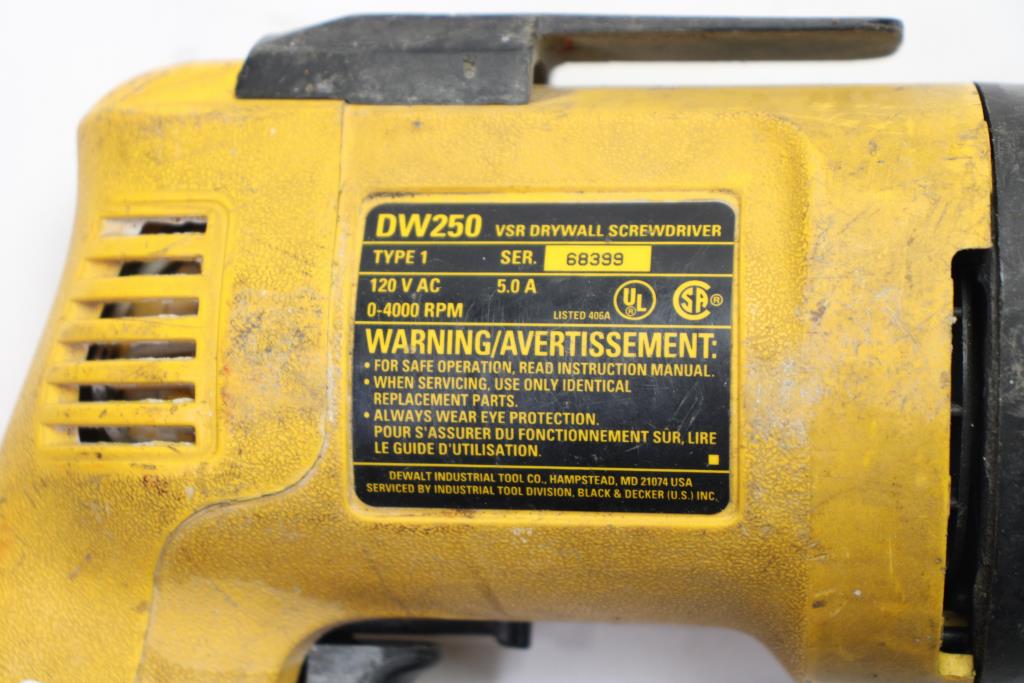 DW250 VSR DRYWALL SCREWDRIVER
TYPE 1 SER. 68399
120 V AC 5.0 A
0-4000 RPM LISTED 406A UL ® SA ®
WARNING/AVERTISSEMENT:
• FOR SAFE OPERATION, READ INSTRUCTION MANUAL.
• WHEN SERVICING, USE ONLY IDENTICAL
REPLACEMENT PARTS.
• ALWAYS WEAR EYE PROTECTION.
POUR S'ASSURER DU FONCTIONNEMENT SÛR, LIRE
LE GUIDE D'UTILISATION.
DEWALT INDUSTRIAL TOOL CO., HAMPSTEAD, MD 21074 USA
SERVICED BY INDUSTRIAL TOOL DIVISION, BLACK & DECKER (U.S.) INC.